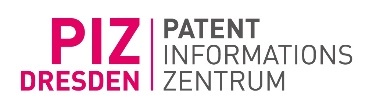 PIZ
DRESDEN
PATENT
INFORMATIONS
ZENTRUM